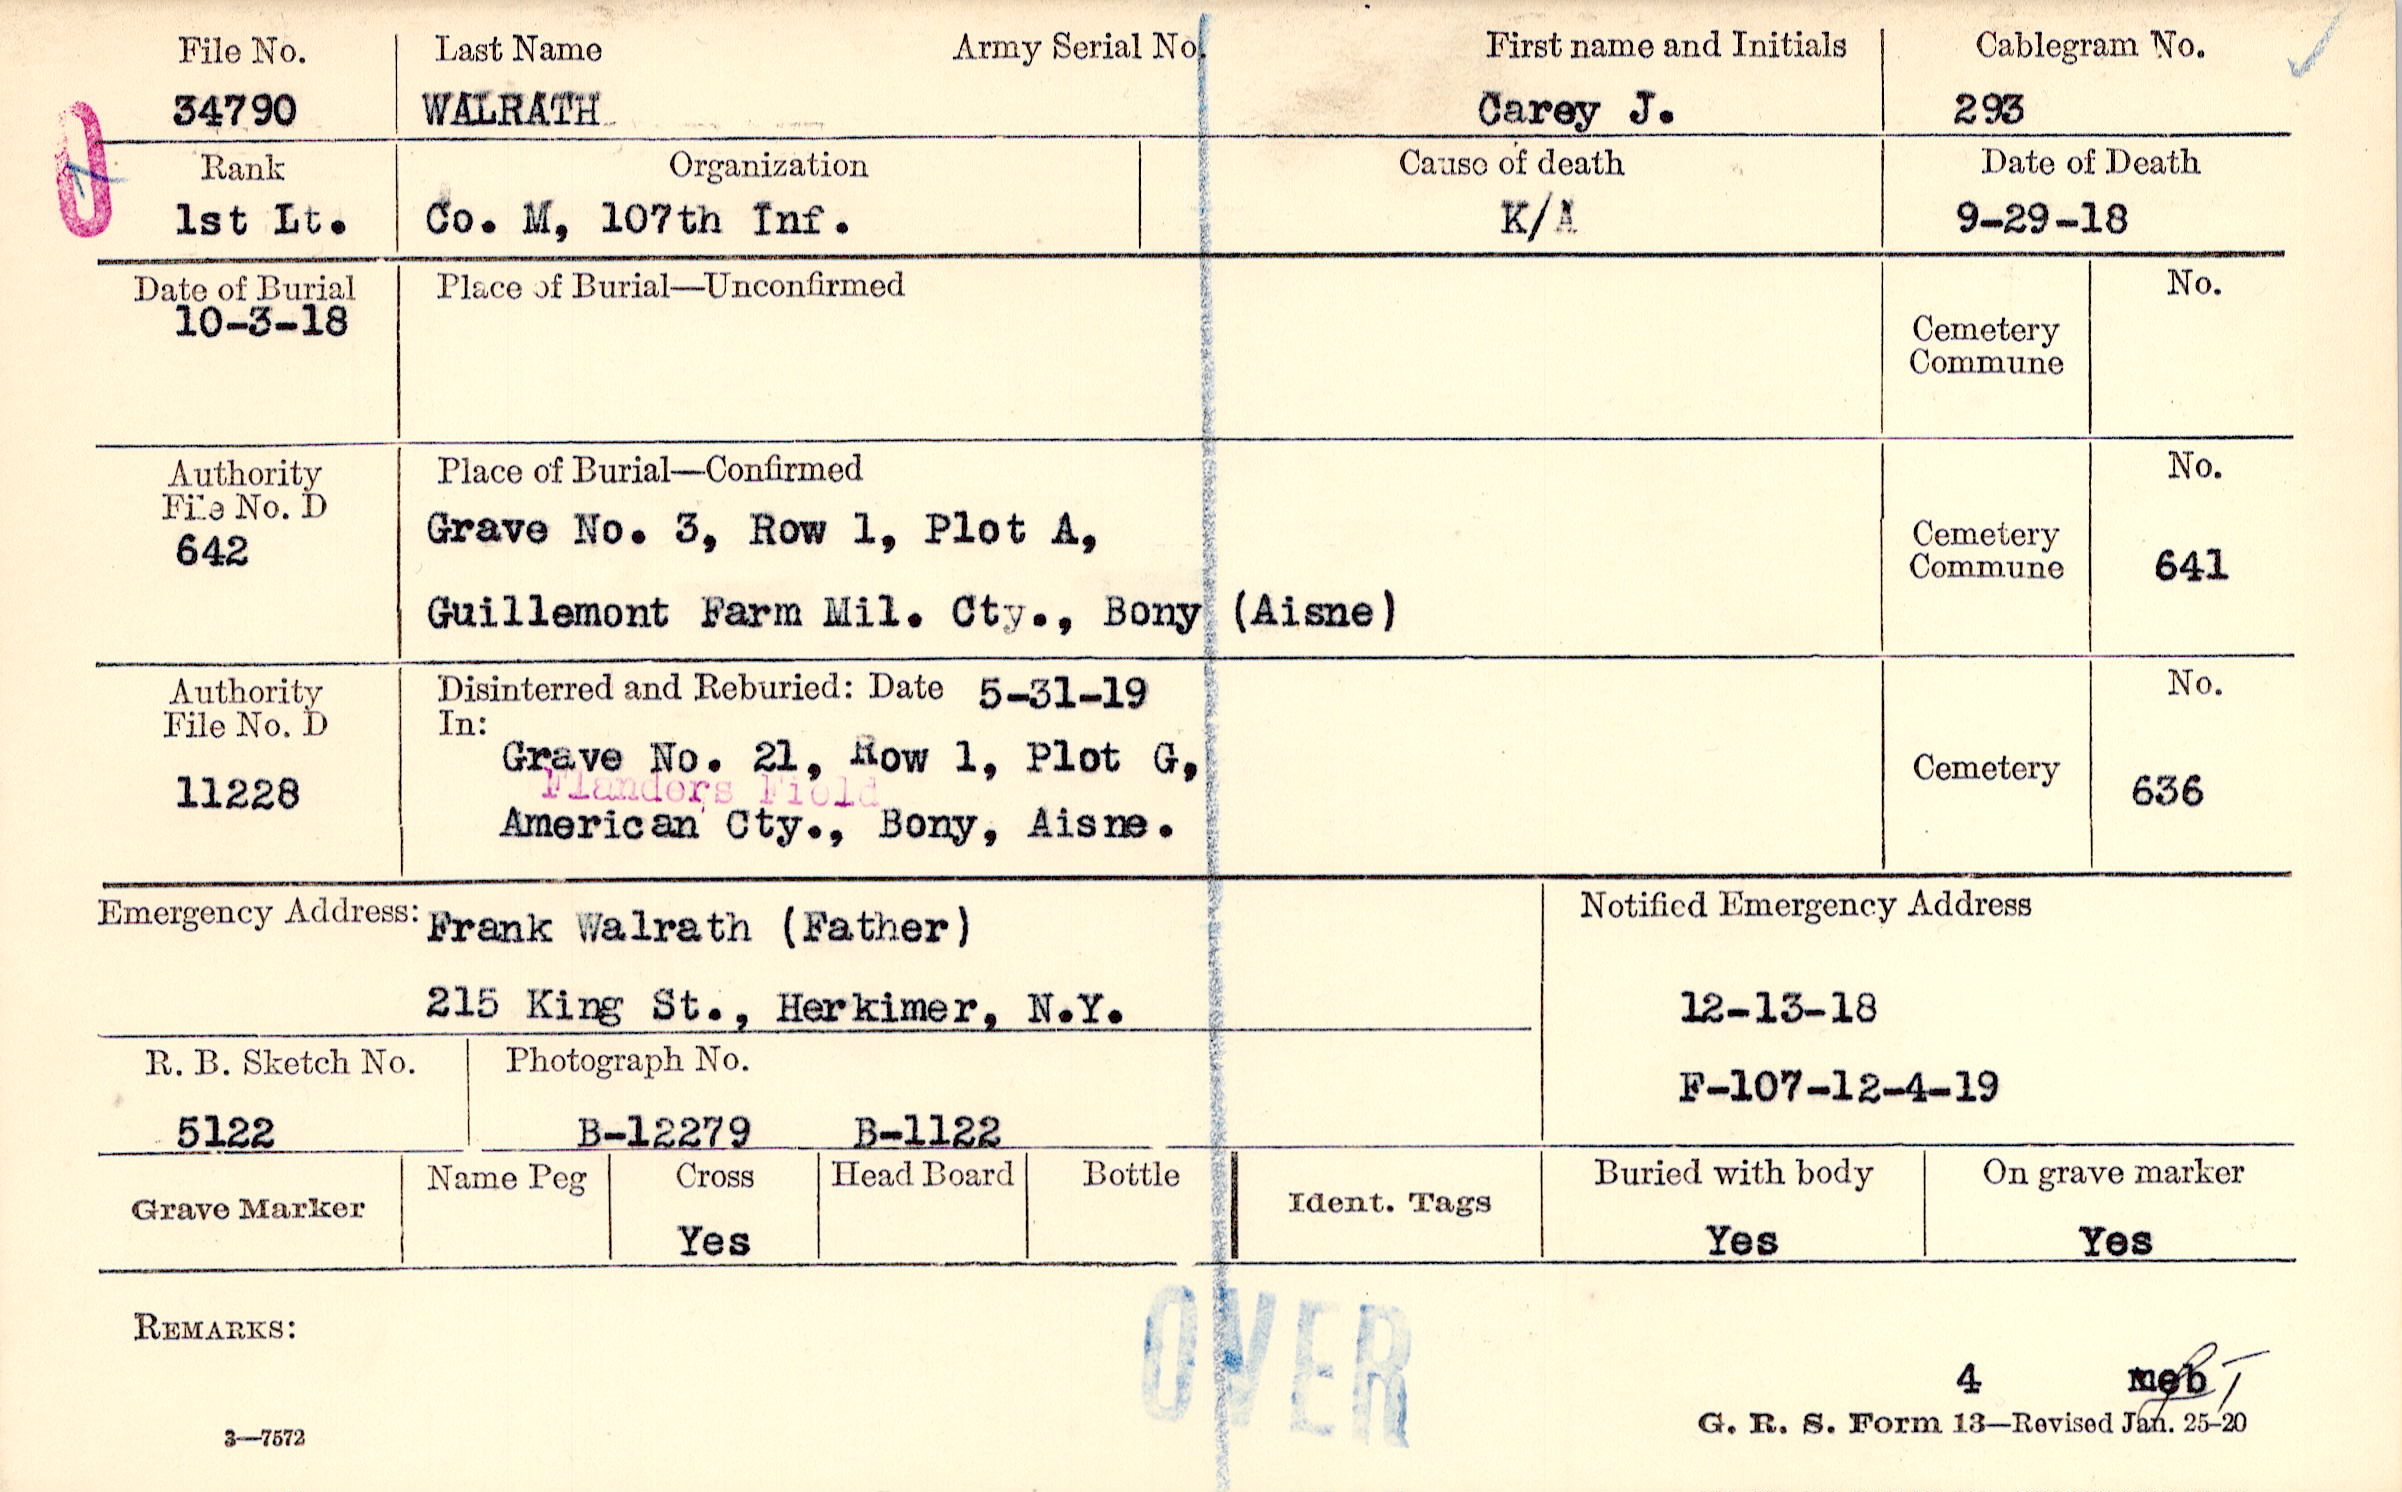 File No. Last Name Army Serial No. First name and Initials Cablegram No.
34790 WALRATH Carey J. 293
Rank Organization Cause of death Date of Death
1st Lt. Co. M, 107th Inf. K/A 9-29-18
Date of Burial Place of Burial—Unconfirmed No.
10-3-18
Cemetery
Commune
Authority Place of Burial—Confirmed No.
File No. D
642
Grave No. 3, Row 1, Plot A,
Guillemont Farm Mil. Cty., Bony (Aisne)
Cemetery
Commune 641
Authority Disinterred and Reburied: Date 5-31-19 No.
File No. D In:
11228
Grave No. 21, Row 1, Plot G,
Flanders Field
American Cty., Bony, Aisne.
Cemetery 636
Emergency Address: Frank Walrath (Father)
215 King St., Herkimer, N.Y.
Notified Emergency Address
12-13-18
F-107-12-4-19
R. B. Sketch No. Photograph No.
5122 B-12279 B-1122
Grave Marker Name Peg Cross Head Board Bottle Ident. Tags Buried with body On grave marker
Yes Yes Yes
REMARKS:
OVER
4 meb
3—7572
G. R. S. Form 13—Revised Jan. 25-20